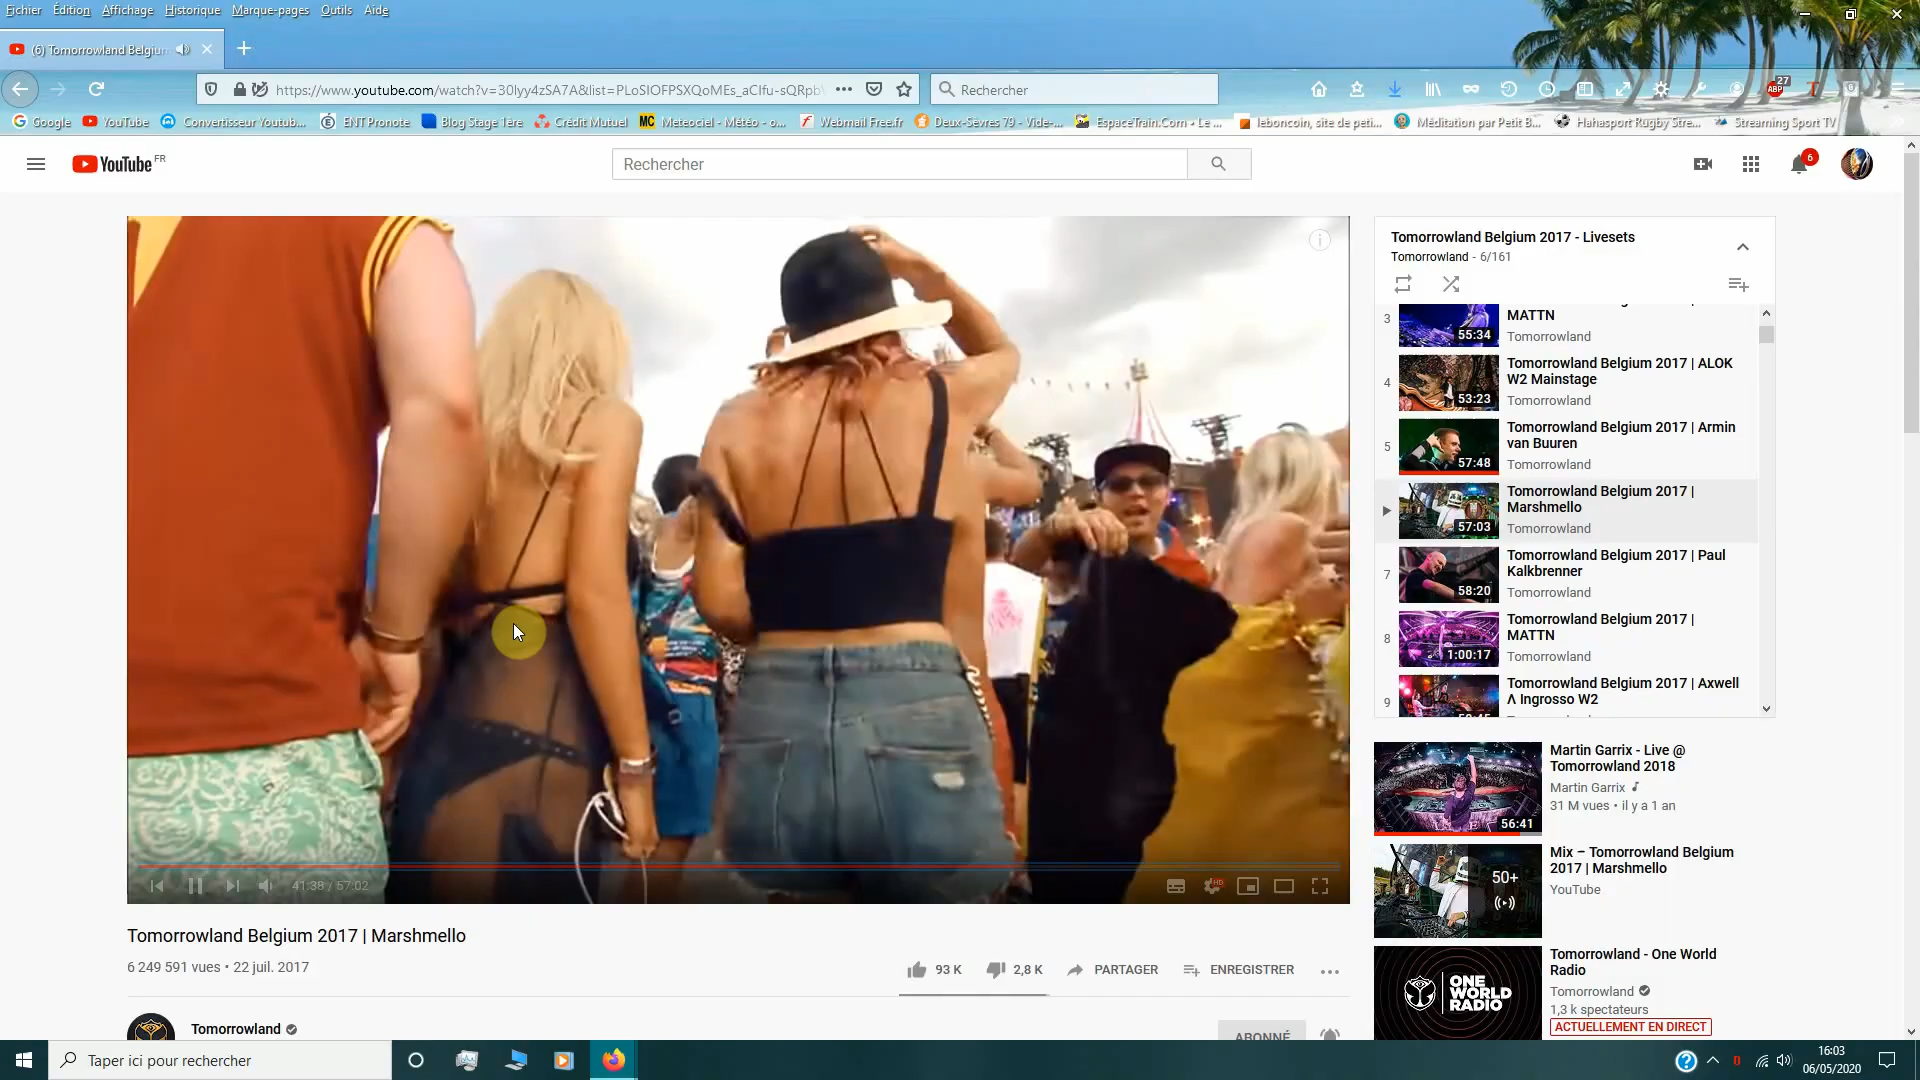 Fichier Édition Affichage Historique Marque-pages Outils Aide
(6) Tomorrowland Belgium
https://www.youtube.com/watch?v=30lyy4zSA7A&list=PLoSIOFPSXQoMEs_aCIfu-sQRpb
Rechercher
27
ABP
Google YouTube Convertisseur Youtub... ENT Pronote Blog Stage 1ère Crédit Mutuel MC Meteociel - Météo - o... Webmail Free.fr Deux-Sèvres 79 - Vide-... EspaceTrain.Com - Le ... leboncoin, site de peti... Méditation par Petit B... Hahasport Rugby Stre... Streaming Sport TV
YouTube FR
Rechercher
6
Tomorrowland Belgium 2017 - Livesets
Tomorrowland - 6/161
3
MATTN
55:34
Tomorrowland
4
Tomorrowland Belgium 2017 | ALOK
W2 Mainstage
53:23
Tomorrowland
5
Tomorrowland Belgium 2017 | Armin
van Buuren
57:48
Tomorrowland
Tomorrowland Belgium 2017 |
Marshmello
57:03
Tomorrowland
7
Tomorrowland Belgium 2017 | Paul
Kalkbrenner
58:20
Tomorrowland
8
Tomorrowland Belgium 2017 |
MATTN
1:00:17
Tomorrowland
9
Tomorrowland Belgium 2017 | Axwell
Λ Ingrosso W2
41:38 / 57:02
HD
Tomorrowland Belgium 2017 | Marshmello
6 249 591 vues • 22 juil. 2017
93 K
2,8 K
PARTAGER
ENREGISTRER
Tomorrowland
ABONNÉ
Martin Garrix - Live @
Tomorrowland 2018
Martin Garrix
31 M vues • il y a 1 an
56:41
Mix – Tomorrowland Belgium
2017 | Marshmello
50+
YouTube
Tomorrowland - One World
Radio
Tomorrowland
1,3 k spectateurs
ACTUELLEMENT EN DIRECT
ONE
WORLD
RADIO
Taper ici pour rechercher
16:03
06/05/2020